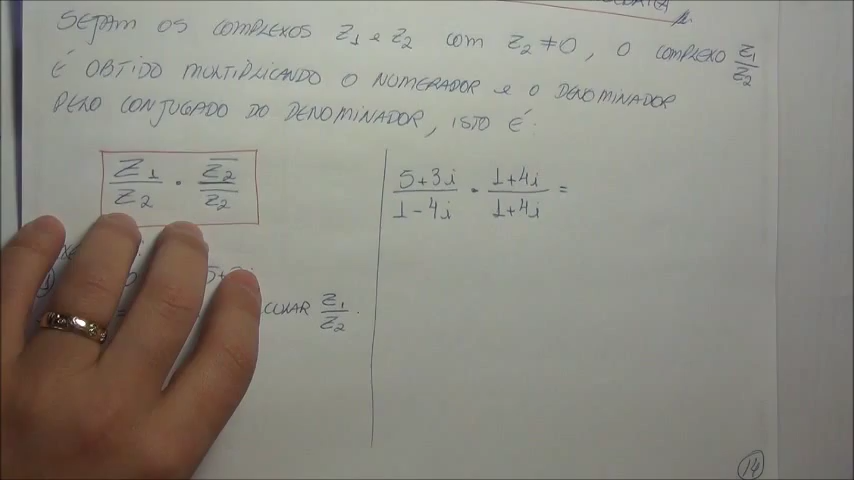 SEJAM OS COMPLEXOS Z1 e Z2 COM Z2 ≠ 0, O COMPLEXO Z1/Z2
É OBTIDO MULTIPLICANDO O NUMERADOR e O DENOMINADOR
PELO CONJUGADO DO DENOMINADOR, ISTO É:
Z1/Z2 · Z̅2/Z̅2
(5+3i)/(1-4i) · (1+4i)/(1+4i) =
Z1/Z2.
14